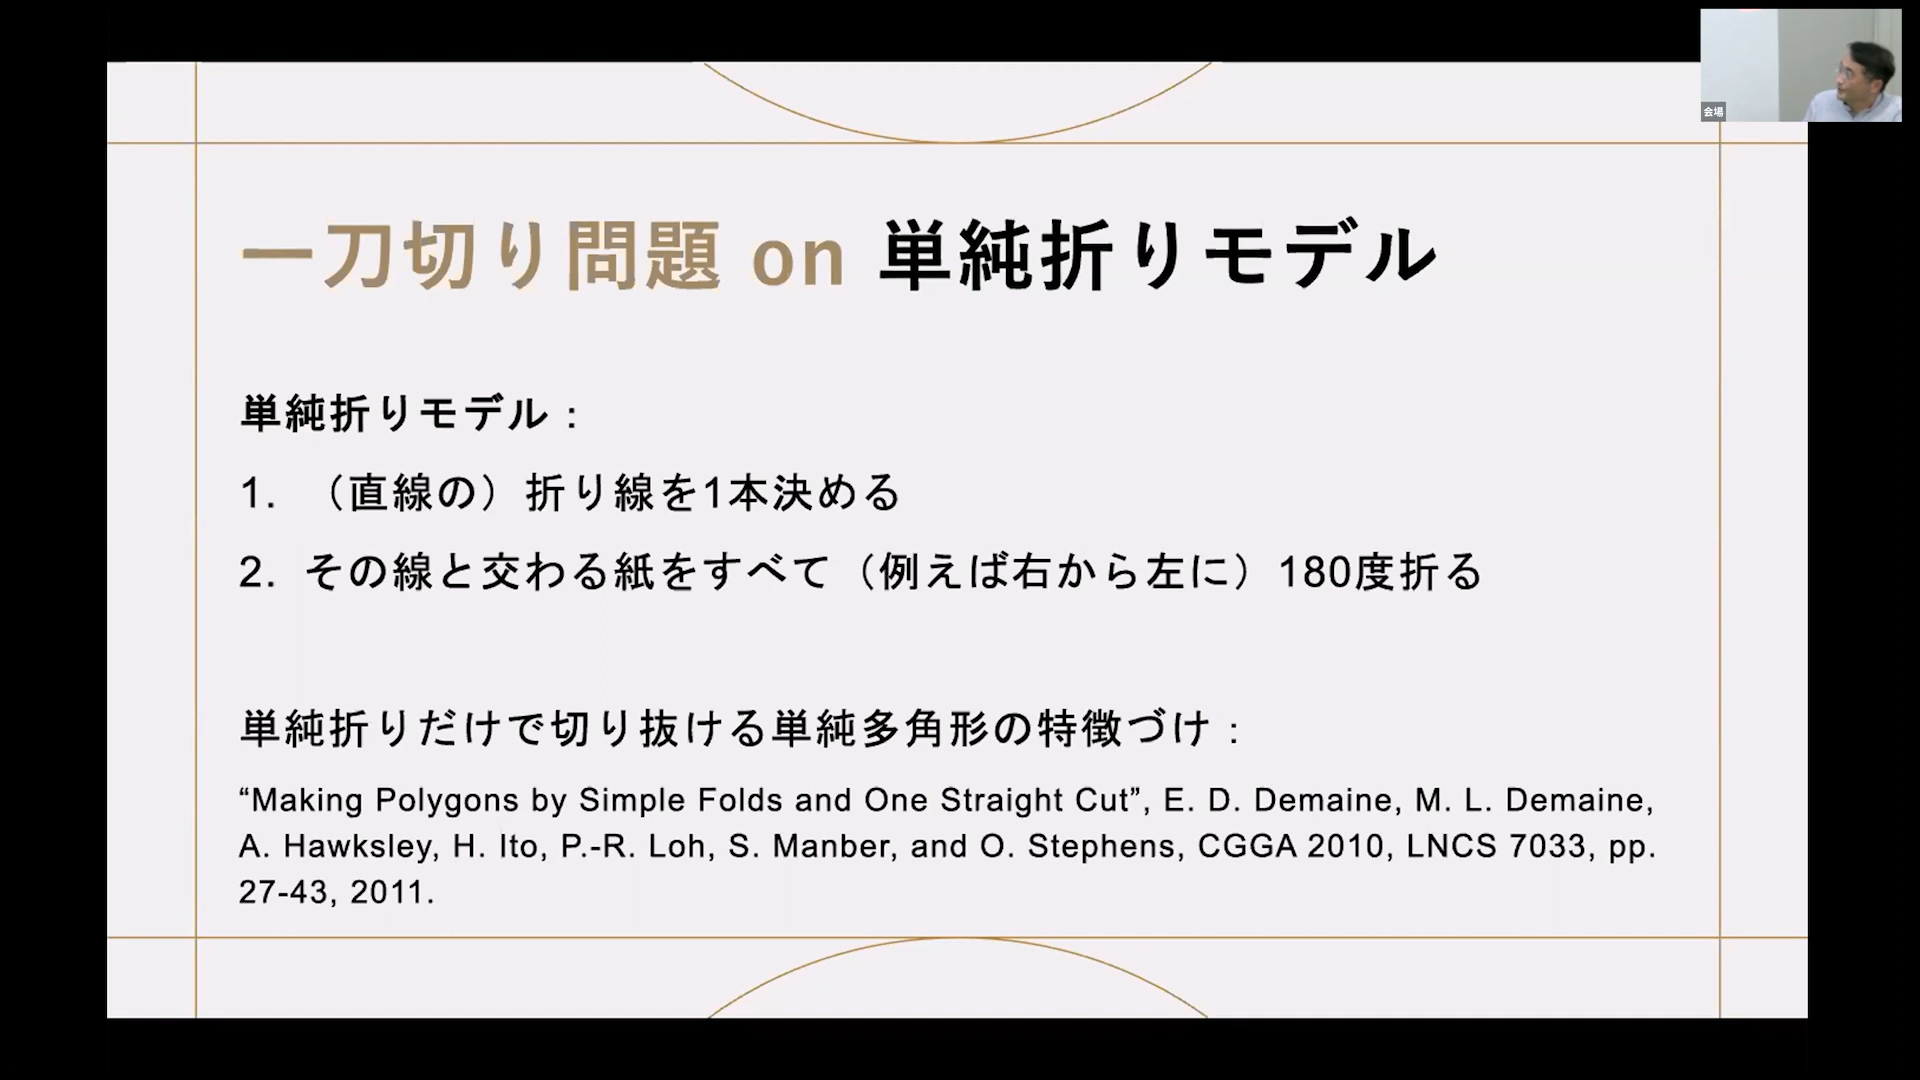 会場
一刀切り問題 on 単純折りモデル
単純折りモデル：
1. （直線の）折り線を1本決める
2. その線と交わる紙をすべて（例えば右から左に）180度折る
単純折りだけで切り抜ける単純多角形の特徴づけ：
“Making Polygons by Simple Folds and One Straight Cut”, E. D. Demaine, M. L. Demaine,
A. Hawksley, H. Ito, P.-R. Loh, S. Manber, and O. Stephens, CGGA 2010, LNCS 7033, pp.
27-43, 2011.